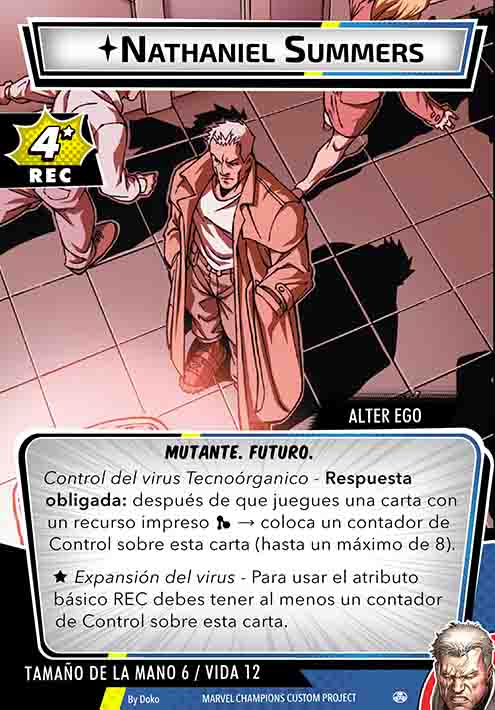 NATHANIEL SUMMERS
4
REC
ALTER EGO
MUTANTE. FUTURO.
Control del virus Tecnoórganico - Respuesta
obligada: después de que juegues una carta con
un recurso impreso → coloca un contador de
Control sobre esta carta (hasta un máximo de 8).
★ Expansión del virus - Para usar el atributo
básico REC debes tener al menos un contador
de Control sobre esta carta.
TAMAÑO DE LA MANO 6 / VIDA 12
By Doko MARVEL CHAMPIONS CUSTOM PROJECT